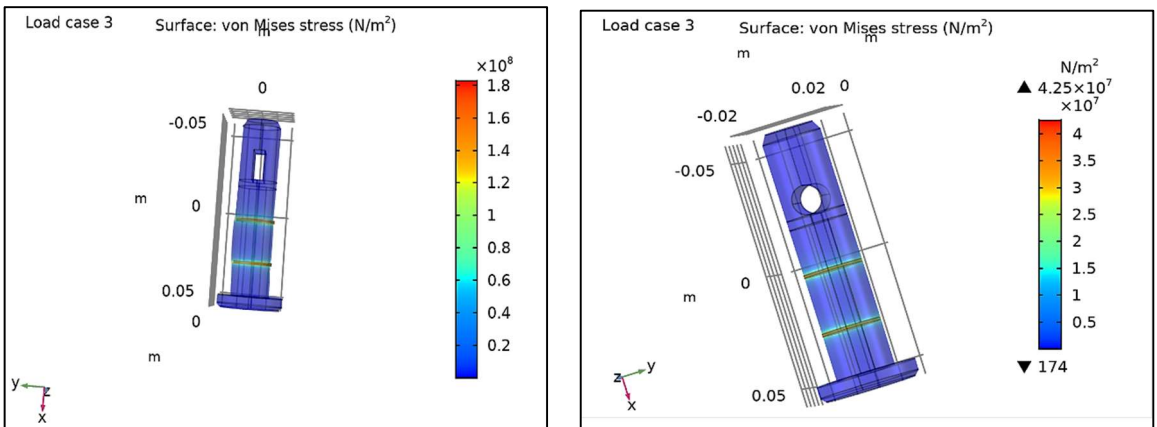 Load case 3 Surface: von Mises stress (N/m²)
m
×10⁸
0
1.8
-0.05
1.6
1.4
m
0
1.2
1
0.8
0.6
0.05
0.4
0
0.2
m
y z
x
Load case 3 Surface: von Mises stress (N/m²)
m
m
N/m²
0.02 0
▲ 4.25×10⁷
×10⁷
-0.02
4
3.5
-0.05
3
2.5
0
2
m
1.5
1
0.5
▼ 174
0.05
z y
x